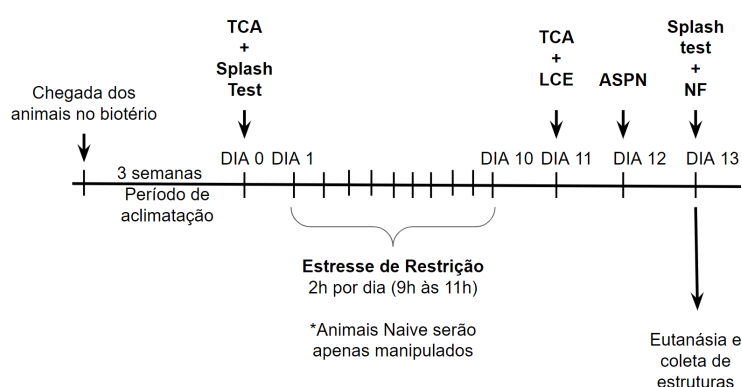 TCA
+
Splash
Test
Chegada dos
animais no biotério
TCA
+
LCE
ASPN
Splash
test
+
NF
DIA 0 DIA 1
DIA 10 DIA 11
DIA 12
DIA 13
3 semanas
Período de
aclimatação
Estresse de Restrição
2h por dia (9h às 11h)
*Animais Naive serão
apenas manipulados
Eutanásia e
coleta de
estruturas